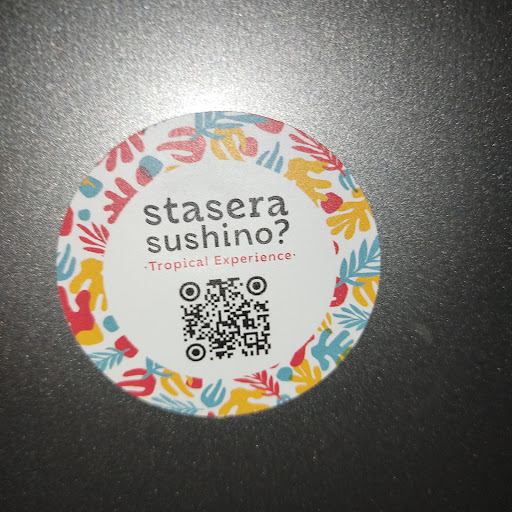 stasera
sushino?
·Tropical Experience·